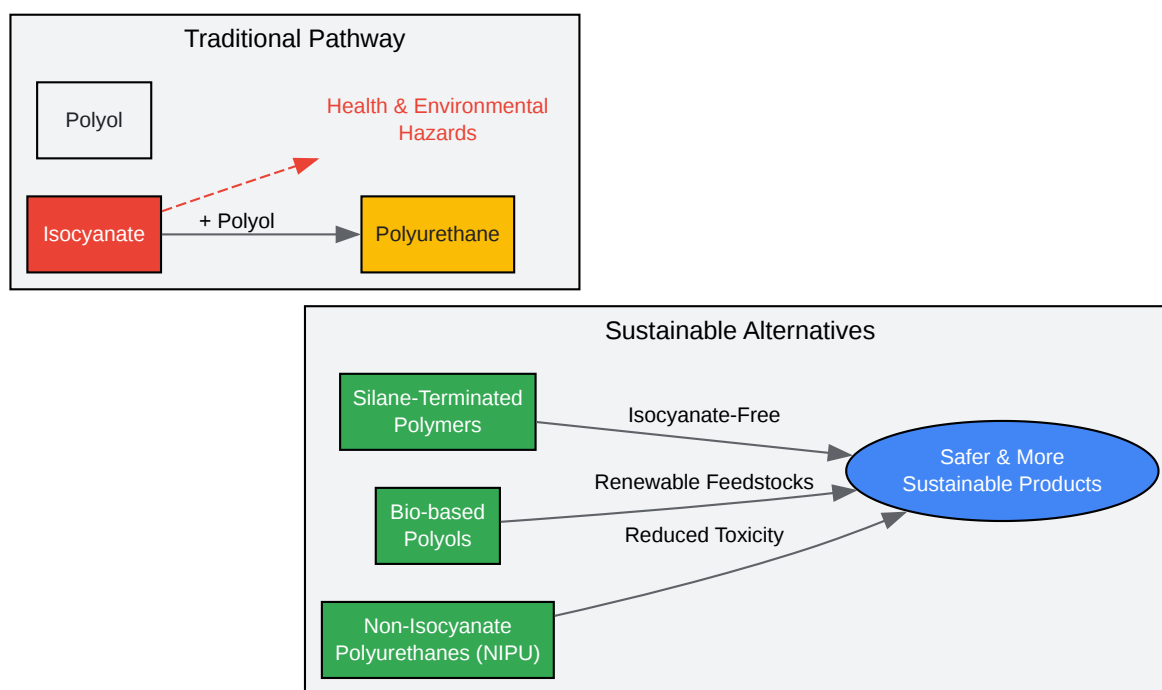 Traditional Pathway
Polyol
Health & Environmental
Hazards
Isocyanate
+ Polyol
Polyurethane
Sustainable Alternatives
Silane-Terminated
Polymers
Isocyanate-Free
Safer & More
Sustainable Products
Renewable Feedstocks
Bio-based
Polyols
Reduced Toxicity
Non-Isocyanate
Polyurethanes (NIPU)